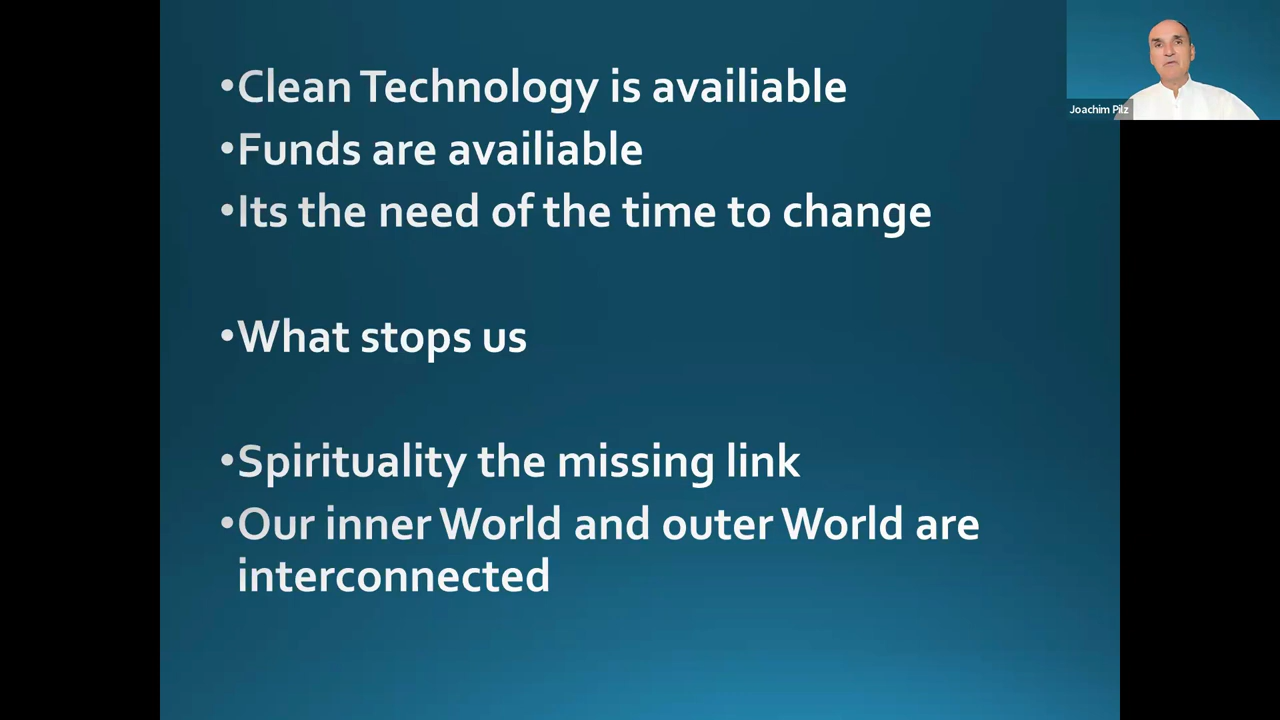 •Clean Technology is availiable
•Funds are availiable
•Its the need of the time to change
•What stops us
•Spirituality the missing link
•Our inner World and outer World are
interconnected
Joachim Pilz